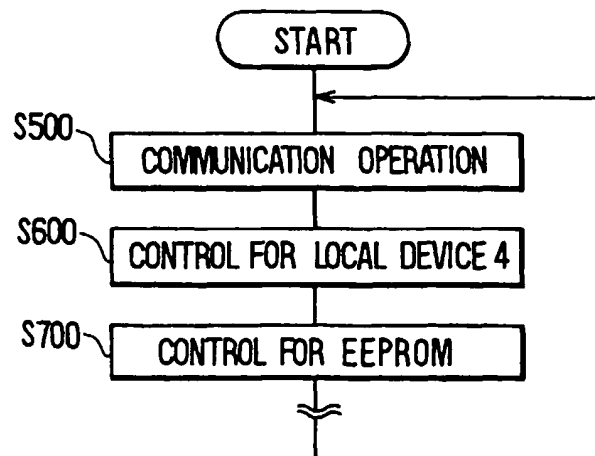 START
S500
COMMUNICATION OPERATION
S600
CONTROL FOR LOCAL DEVICE 4
S700
CONTROL FOR EEPROM